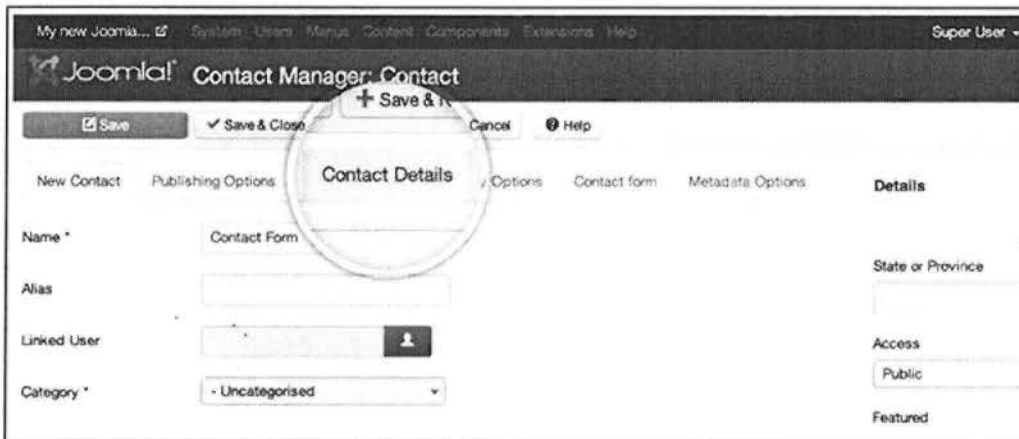 My new Joomla... System Users Menus Content Components Extensions Help Super User
Joomla! Contact Manager: Contact
Save Save & Close + Save & Cancel Help
New Contact Publishing Options Contact Details Options Contact form Metadata Options Details
Name * Contact Form
State or Province
Alias
Linked User Access
Public
Category * - Uncategorised
Featured